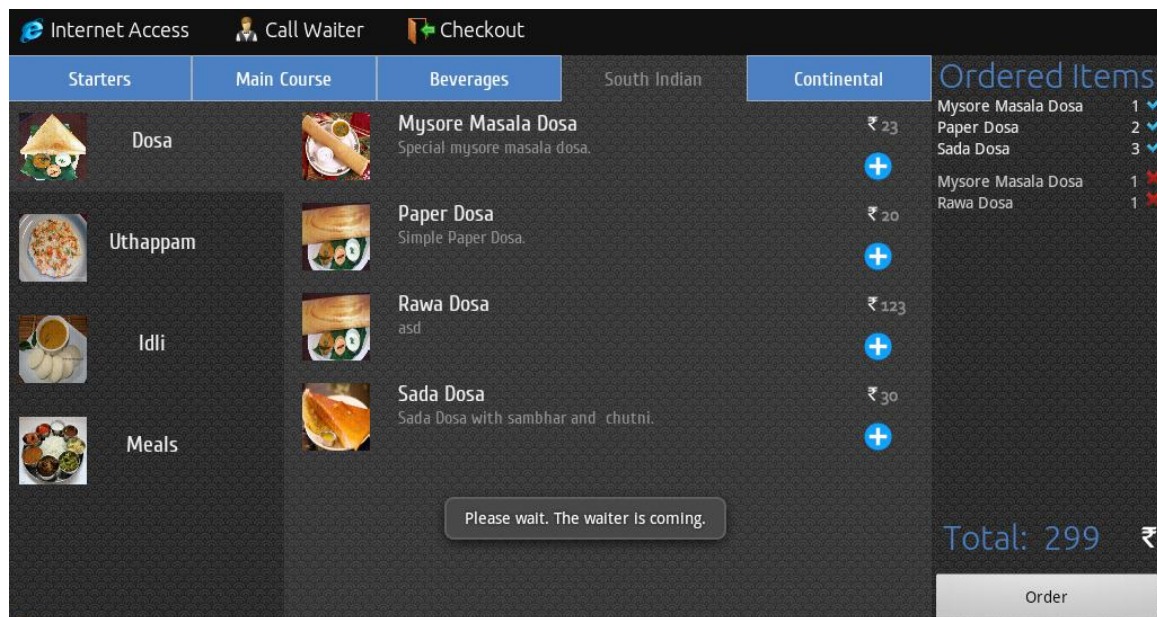 Internet Access Call Waiter Checkout
Starters Main Course Beverages South Indian Continental
Dosa
Uthappam
Idli
Meals
Mysore Masala Dosa ₹ 23
Special mysore masala dosa.
Paper Dosa ₹ 20
Simple Paper Dosa.
Rawa Dosa ₹ 123
asd
Sada Dosa ₹ 30
Sada Dosa with sambhar and chutni.
Please wait. The waiter is coming.
Ordered Items
Mysore Masala Dosa 1
Paper Dosa 2
Sada Dosa 3
Mysore Masala Dosa 1
Rawa Dosa 1
Total: 299 ₹
Order